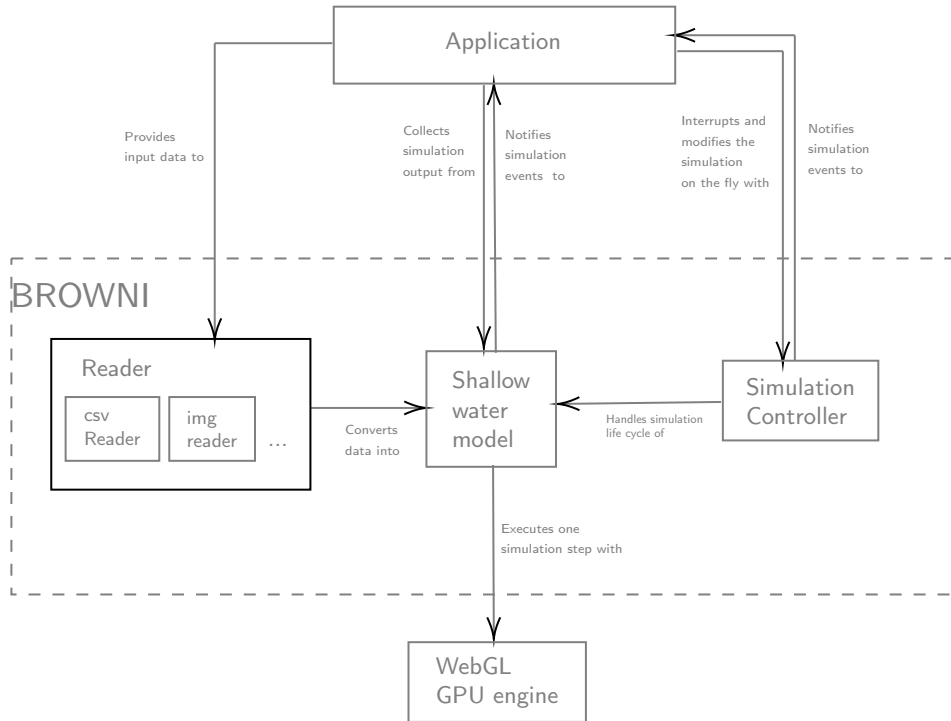 Application
Provides
input data to
Collects
simulation
output from
Notifies
simulation
events to
Interrupts and
modifies the
simulation
on the fly with
Notifies
simulation
events to
BROWNI
Reader
csv
Reader
img
reader
...
Converts
data into
Shallow
water
model
Handles simulation
life cycle of
Simulation
Controller
Executes one
simulation step with
WebGL
GPU engine